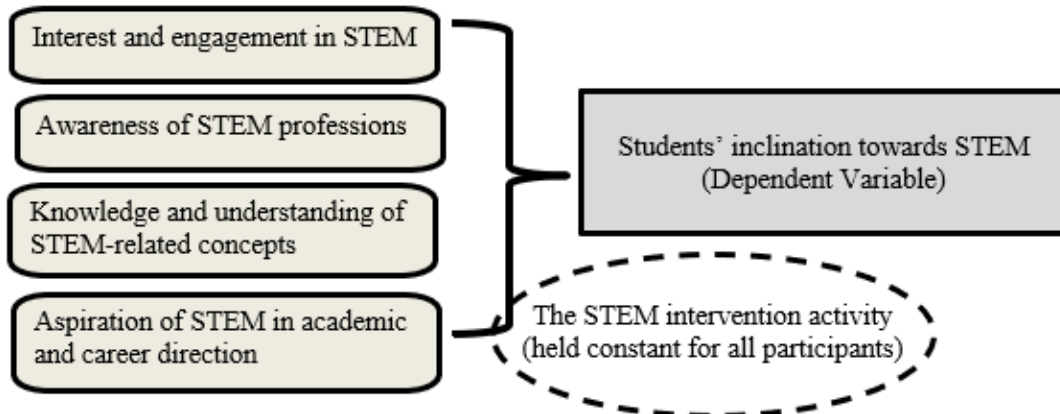 Interest and engagement in STEM
Awareness of STEM professions
Knowledge and understanding of
STEM-related concepts
Aspiration of STEM in academic
and career direction
Students’ inclination towards STEM
(Dependent Variable)
The STEM intervention activity
(held constant for all participants)